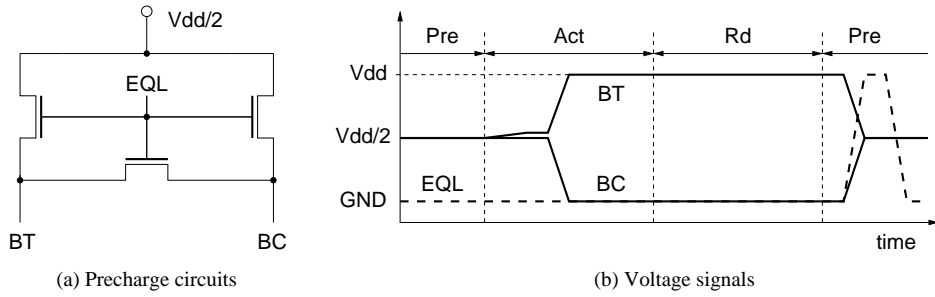 Vdd/2
EQL
BT
BC
(a) Precharge circuits
Pre
Act
Rd
Pre
Vdd
BT
Vdd/2
EQL
BC
GND
time
(b) Voltage signals